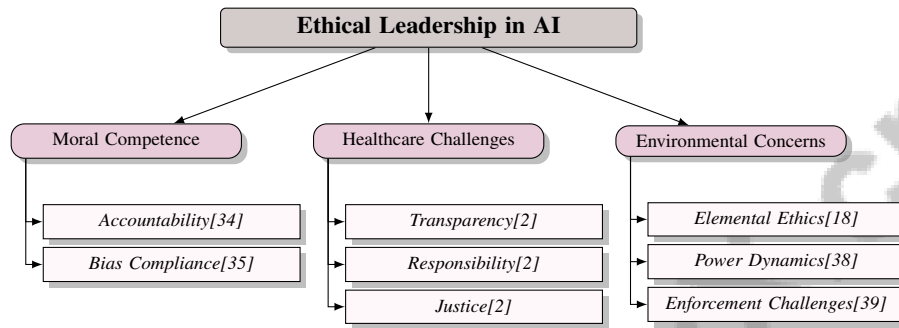 Ethical Leadership in AI
Moral Competence
Healthcare Challenges
Environmental Concerns
Accountability[34]
Bias Compliance[35]
Transparency[2]
Responsibility[2]
Justice[2]
Elemental Ethics[18]
Power Dynamics[38]
Enforcement Challenges[39]